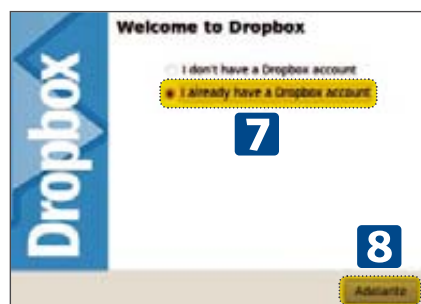 Welcome to Dropbox
I don't have a Dropbox account
I already have a Dropbox account
7
Dropbox
8
Adelante